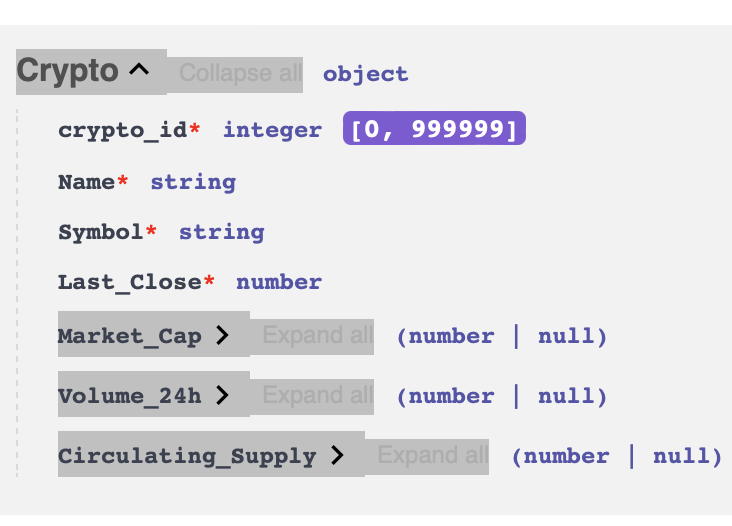 Crypto Collapse all object
crypto_id* integer [0, 999999]
Name* string
Symbol* string
Last_Close* number
Market_Cap Expand all (number | null)
Volume_24h Expand all (number | null)
Circulating_Supply Expand all (number | null)